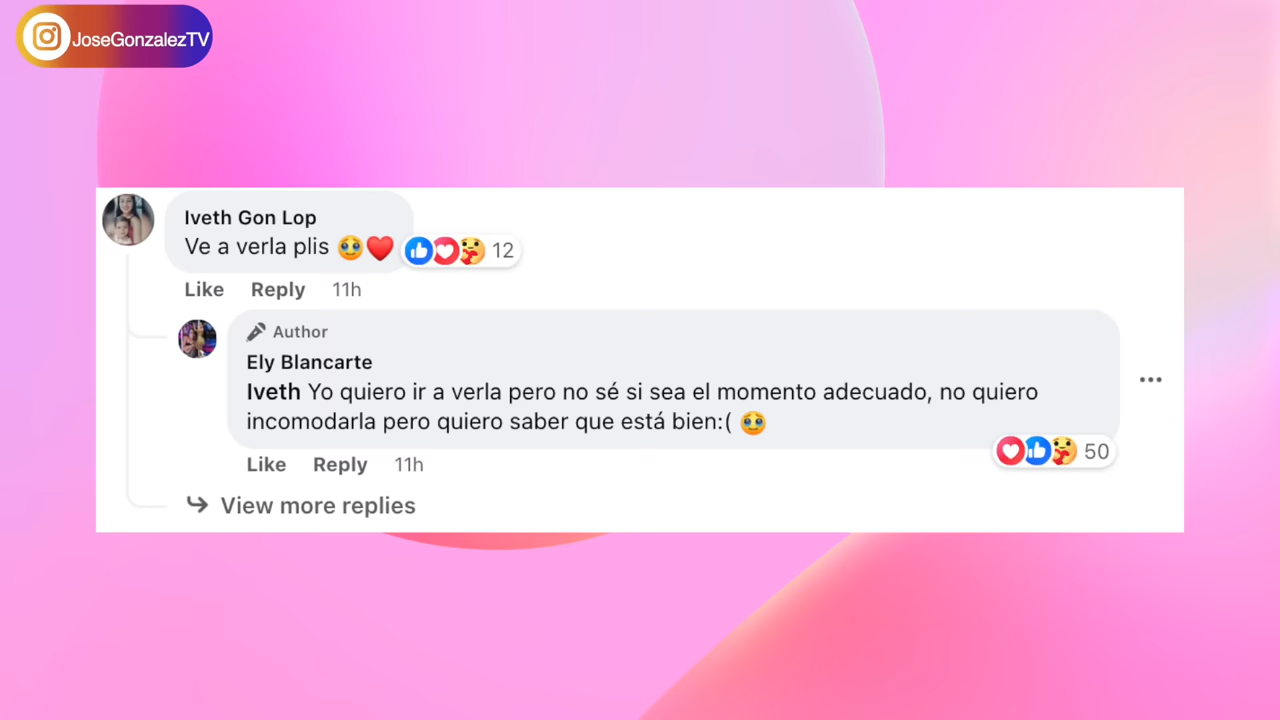 JoseGonzalezTV
Iveth Gon Lop
Ve a verla plis 🥹❤️ 12
Like Reply 11h
Author
Ely Blancarte
Iveth Yo quiero ir a verla pero no sé si sea el momento adecuado, no quiero
incomodarla pero quiero saber que está bien:( 🥹
50
Like Reply 11h
View more replies